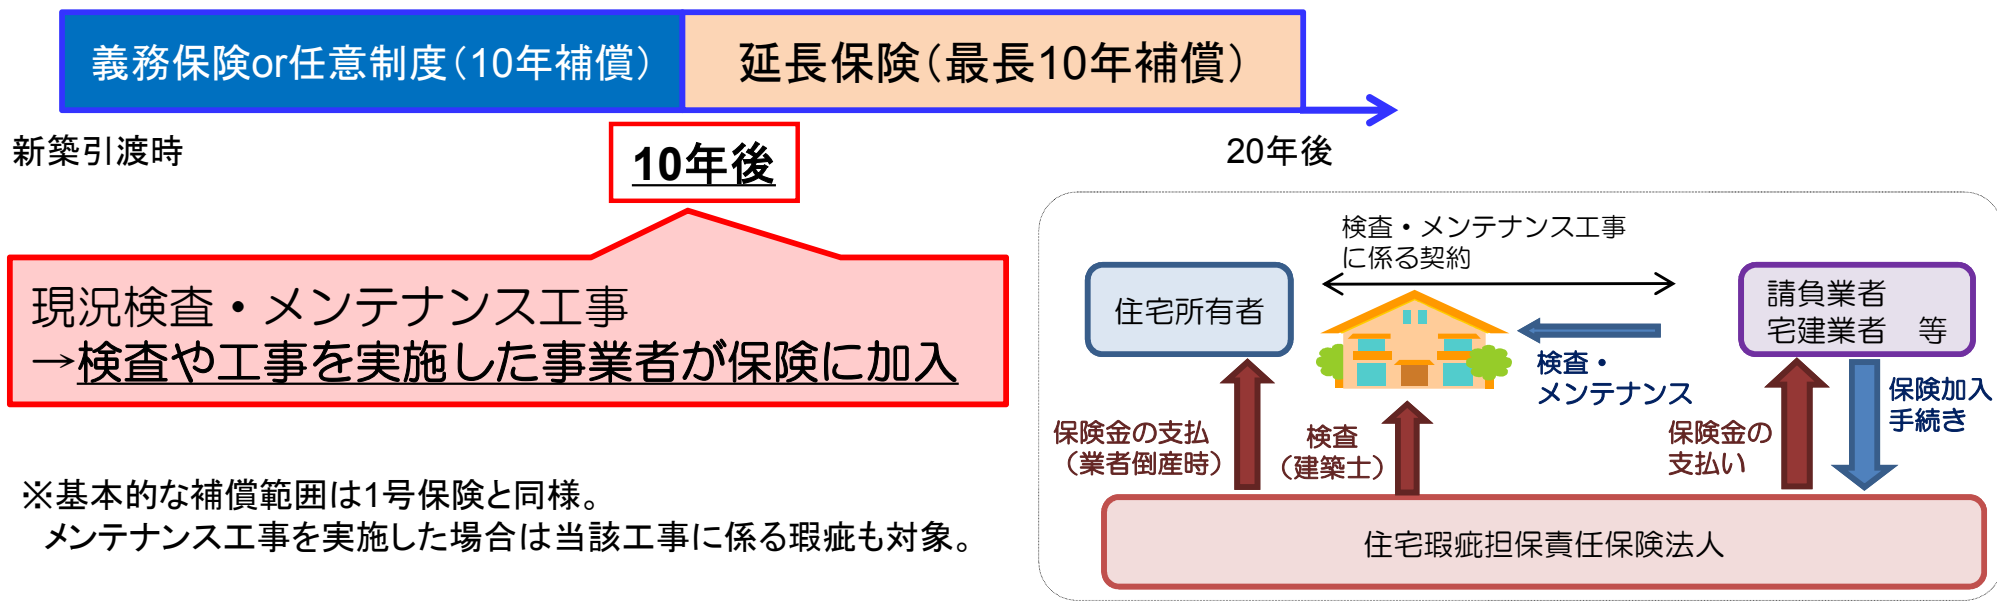 義務保険or任意制度（10年補償）
延長保険（最長10年補償）
新築引渡時
10年後
20年後
現況検査・メンテナンス工事
→検査や工事を実施した事業者が保険に加入
※基本的な補償範囲は1号保険と同様。
メンテナンス工事を実施した場合は当該工事に係る瑕疵も対象。
検査・メンテナンス工事
に係る契約
住宅所有者
請負業者
宅建業者　等
検査・
メンテナンス
保険金の支払
（業者倒産時）
検査
（建築士）
保険金の
支払い
保険加入
手続き
住宅瑕疵担保責任保険法人